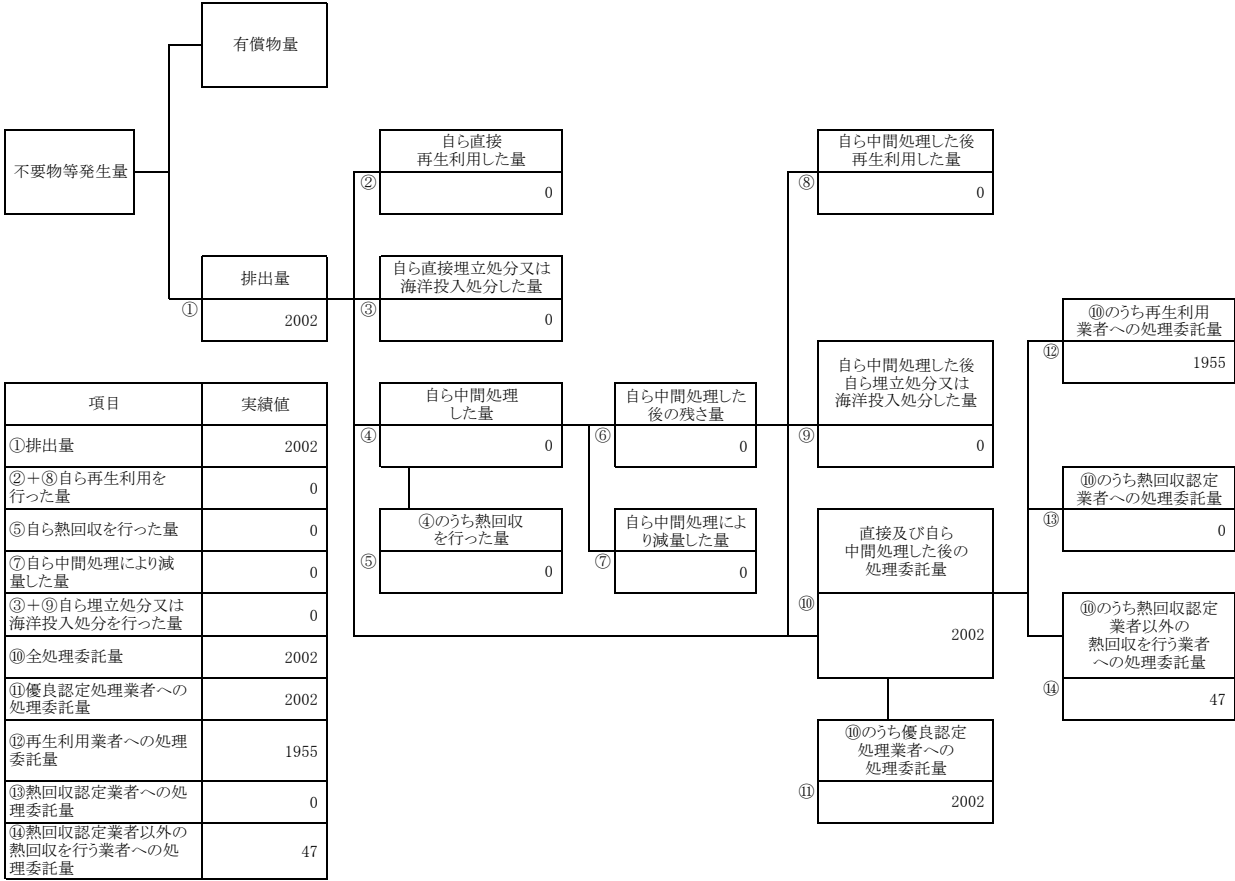 有償物量
不要物等発生量
排出量
①
2002
自ら直接
再生利用した量
②
0
自ら直接埋立処分又は
海洋投入処分した量
③
0
自ら中間処理
した量
④
0
④のうち熱回収
を行った量
⑤
0
自ら中間処理した
後の残さ量
⑥
0
自ら中間処理によ
り減量した量
⑦
0
自ら中間処理した後
再生利用した量
⑧
0
自ら中間処理した後
自ら埋立処分又は
海洋投入処分した量
⑨
0
直接及び自ら
中間処理した後の
処理委託量
⑩
2002
⑩のうち優良認定
処理業者への
処理委託量
⑪
2002
⑩のうち再生利用
業者への処理委託量
⑫
1955
⑩のうち熱回収認定
業者への処理委託量
⑬
0
⑩のうち熱回収認定
業者以外の
熱回収を行う業者
への処理委託量
⑭
47
項目 実績値
①排出量 2002
②+⑧自ら再生利用を
行った量 0
⑤自ら熱回収を行った量 0
⑦自ら中間処理により減
量した量 0
③+⑨自ら埋立処分又は
海洋投入処分を行った量 0
⑩全処理委託量 2002
⑪優良認定処理業者への
処理委託量 2002
⑫再生利用業者への処理
委託量 1955
⑬熱回収認定業者への処
理委託量 0
⑭熱回収認定業者以外の
熱回収を行う業者への処
理委託量 47